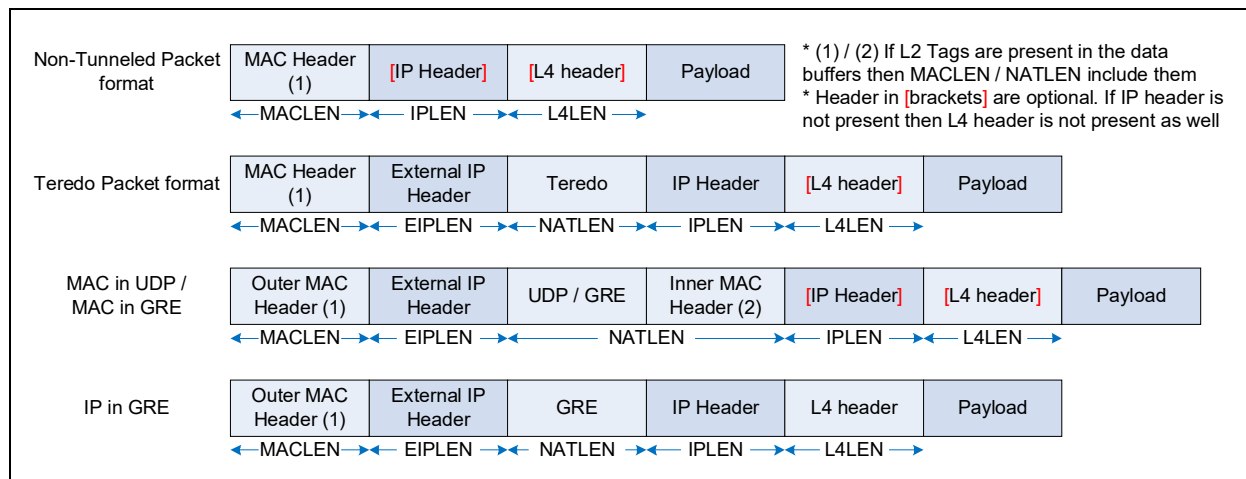 Non-Tunneled Packet
format
MAC Header
(1)
[IP Header]
[L4 header]
Payload
MACLEN
IPLEN
L4LEN
* (1) / (2) If L2 Tags are present in the data
buffers then MACLEN / NATLEN include them
* Header in [brackets] are optional. If IP header is
not present then L4 header is not present as well
Teredo Packet format
MAC Header
(1)
External IP
Header
Teredo
IP Header
[L4 header]
Payload
MACLEN
EIPLEN
NATLEN
IPLEN
L4LEN
MAC in UDP /
MAC in GRE
Outer MAC
Header (1)
External IP
Header
UDP / GRE
Inner MAC
Header (2)
[IP Header]
[L4 header]
Payload
MACLEN
EIPLEN
NATLEN
IPLEN
L4LEN
IP in GRE
Outer MAC
Header (1)
External IP
Header
GRE
IP Header
L4 header
Payload
MACLEN
EIPLEN
NATLEN
IPLEN
L4LEN